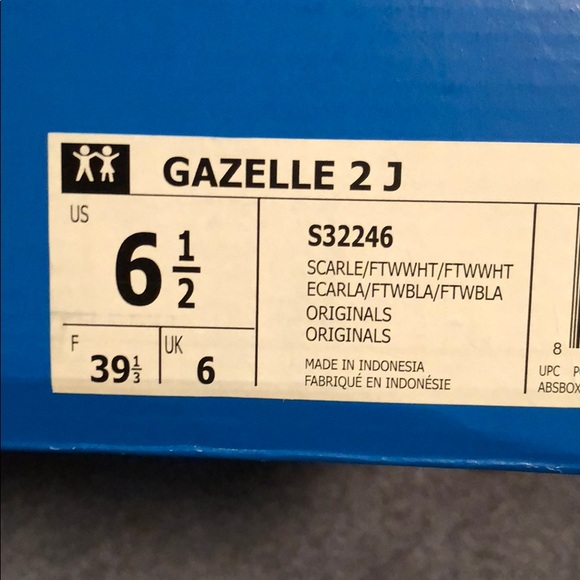 GAZELLE 2 J
US
6 1/2
F
39 1/3
UK
6
S32246
SCARLE/FTWWHT/FTWWHT
ECARLA/FTWBLA/FTWBLA
ORIGINALS
ORIGINALS
MADE IN INDONESIA
FABRIQUÉ EN INDONÉSIE
8
UPC
ABSBOX